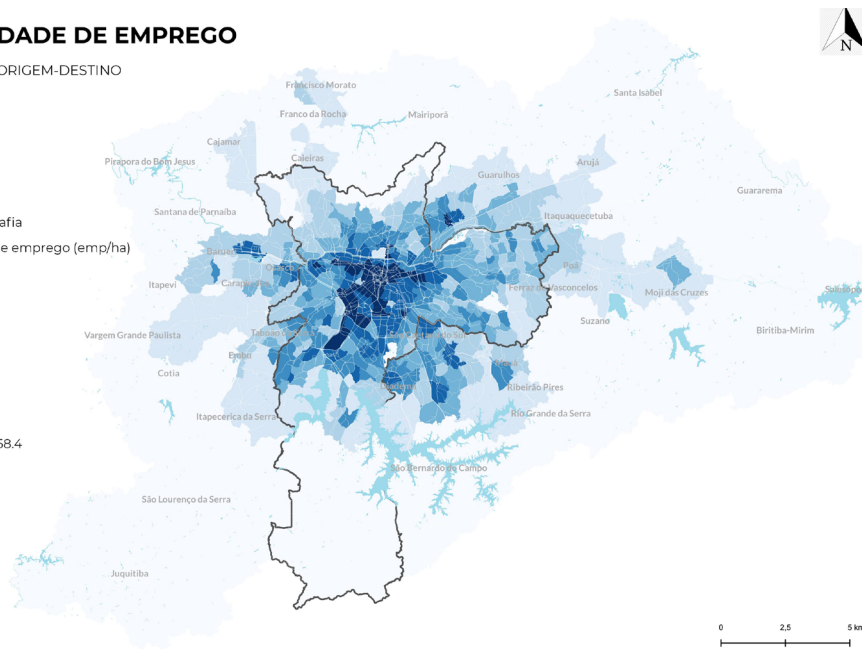 DADE DE EMPREGO
ORIGEM-DESTINO
N
Francisco Morato
Santa Isabel
Franco da Rocha
Mairiporã
Cajamar
Caieiras
Pirapora do Bom Jesus
Arujá
Guarulhos
Guararema
Santana de Parnaíba
Itaquaquecetuba
afia
e emprego (emp/ha)
Barueri
Poá
Itapevi
Carapicuíba
Ferraz de Vasconcelos
Moji das Cruzes
Salesópo
Suzano
Biritiba-Mirim
Vargem Grande Paulista
Taboão
Embu
Cotia
Diadema
Ribeirão Pires
Itapecerica da Serra
Rio Grande da Serra
58.4
São Bernardo do Campo
São Lourenço da Serra
Juquitiba
0 2,5 5 km